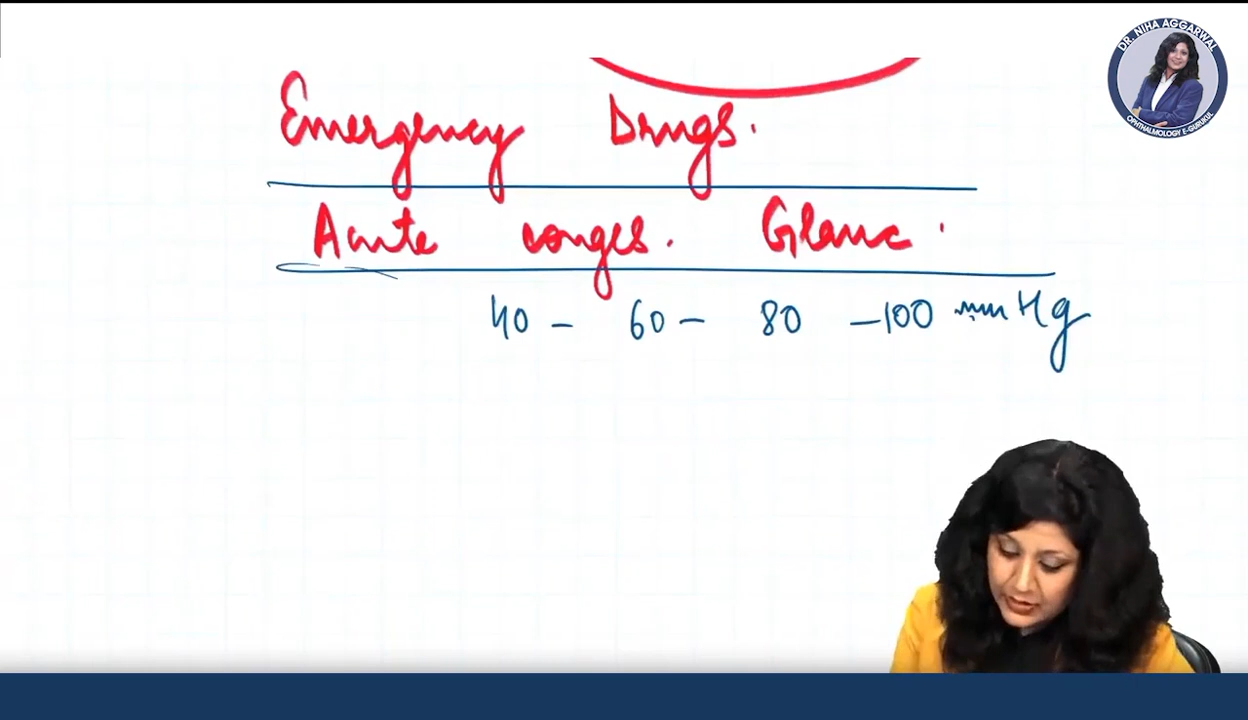 DR. NIHA AGGARWAL
OPHTHALMOLOGY E-GURUKUL
Emergency Drugs.
Acute conges. Glauc.
40 - 60 - 80 -100 mmHg